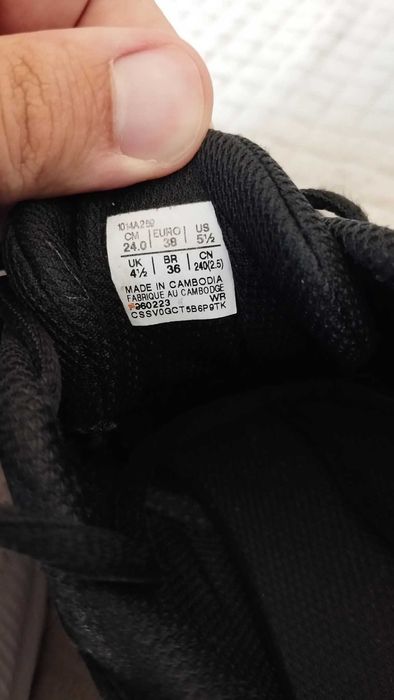 1014A259
CM EURO US
24.0 38 5½
UK BR CN
4½ 36 240(2.5)
MADE IN CAMBODIA
FABRIQUE AU CAMBODGE
F960223 WR
CSSV0GCT5B6P9TK